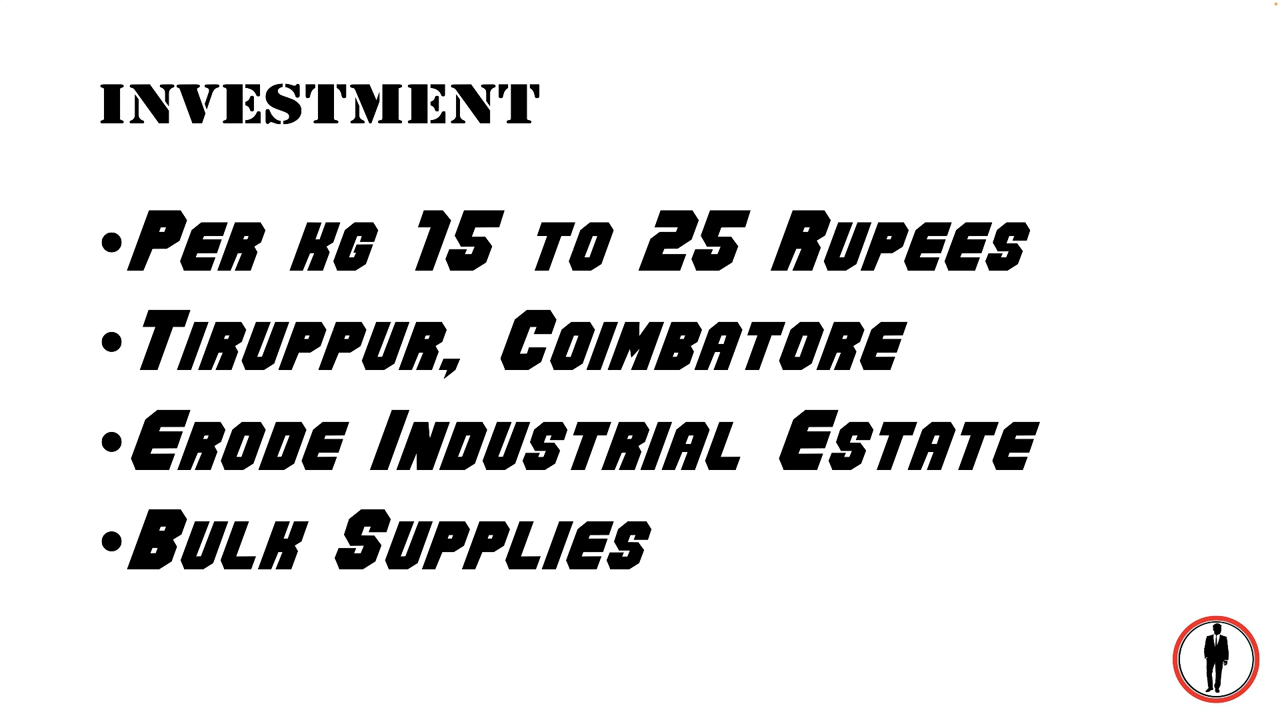 INVESTMENT
• Per kg 15 to 25 Rupees
• Tiruppur, Coimbatore
• Erode Industrial Estate
• Bulk Supplies